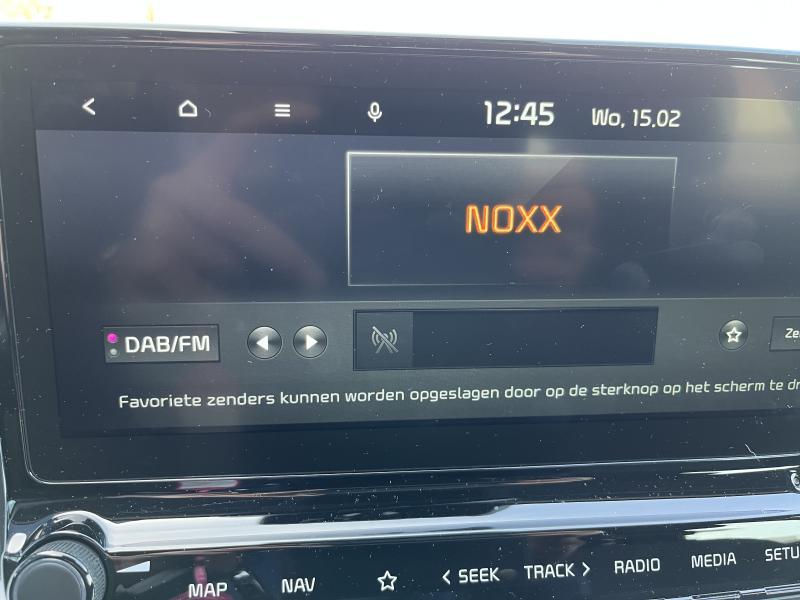 12:45 Wo, 15.02
NOXX
DAB/FM
Favoriete zenders kunnen worden opgeslagen door op de sterknop op het scherm te
MAP NAV < SEEK TRACK > RADIO MEDIA